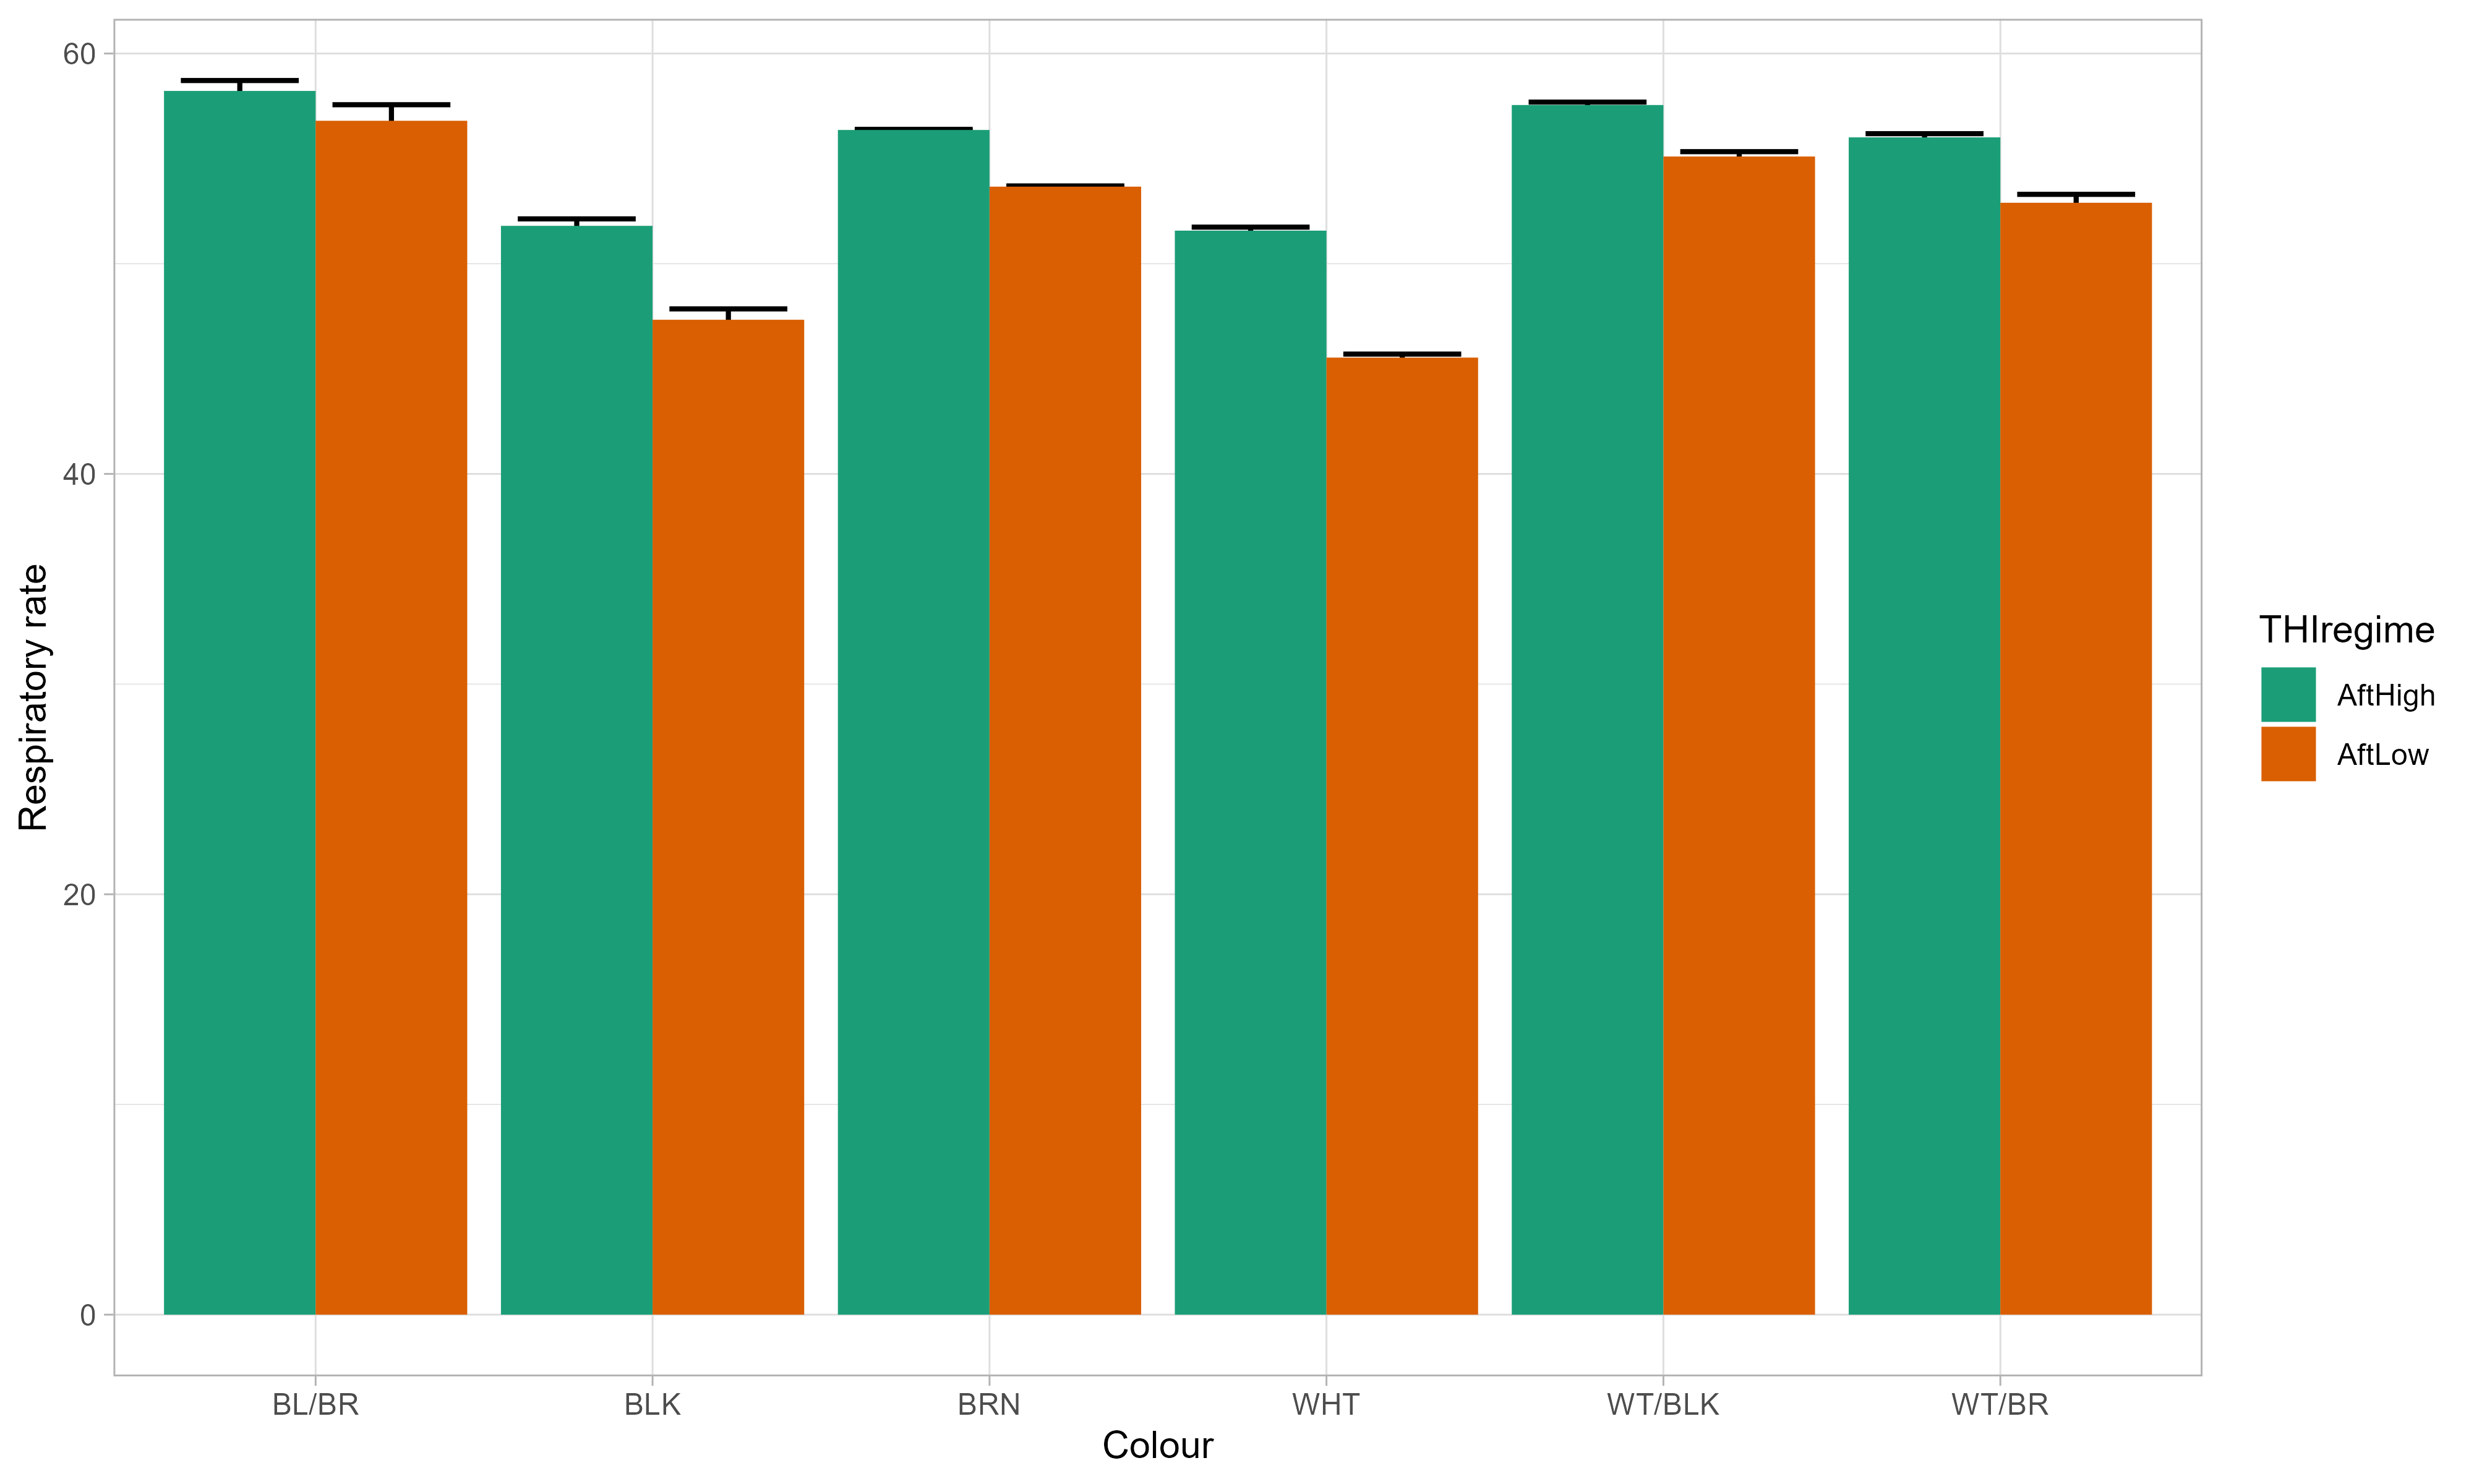 60
40
20
0
Respiratory rate
BL/BR BLK BRN WHT WT/BLK WT/BR
Colour
THIregime
AftHigh
AftLow